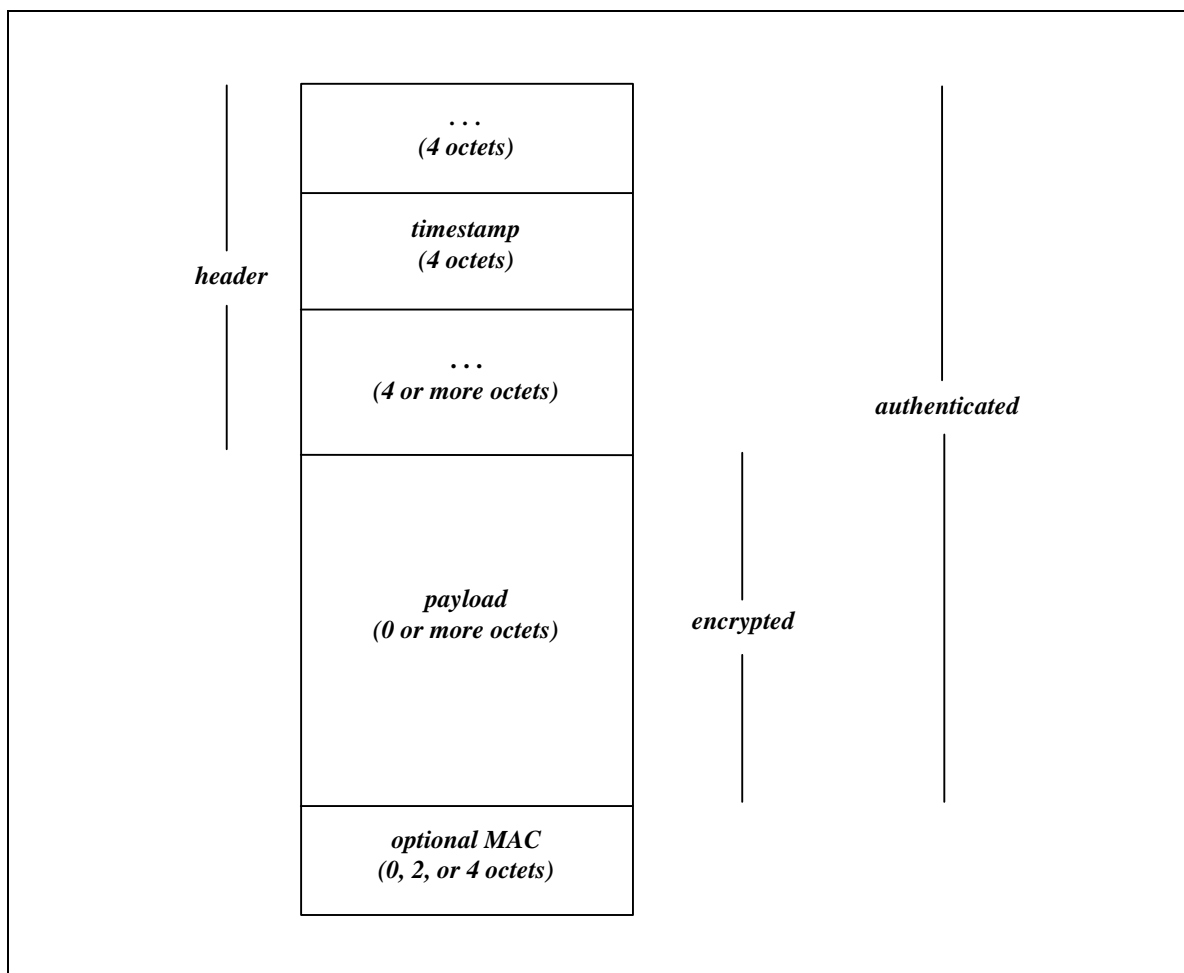 . . .
(4 octets)
timestamp
(4 octets)
header
. . .
(4 or more octets)
authenticated
payload
(0 or more octets)
encrypted
optional MAC
(0, 2, or 4 octets)